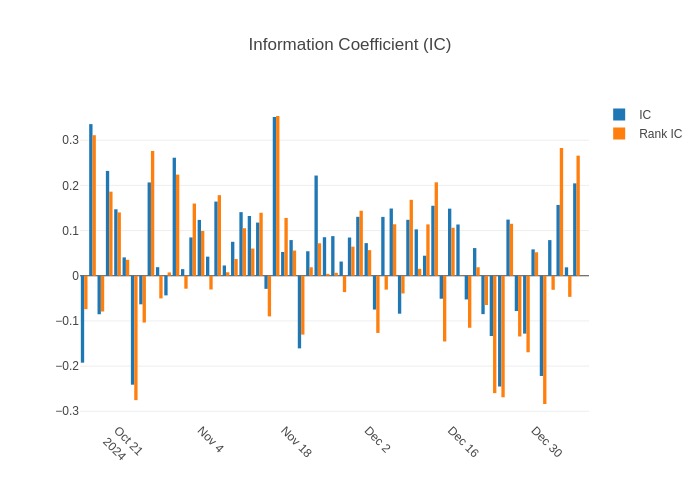 Information Coefficient (IC)
IC
Rank IC
0.3
0.2
0.1
0
−0.1
−0.2
−0.3
Oct 21
2024
Nov 4
Nov 18
Dec 2
Dec 16
Dec 30